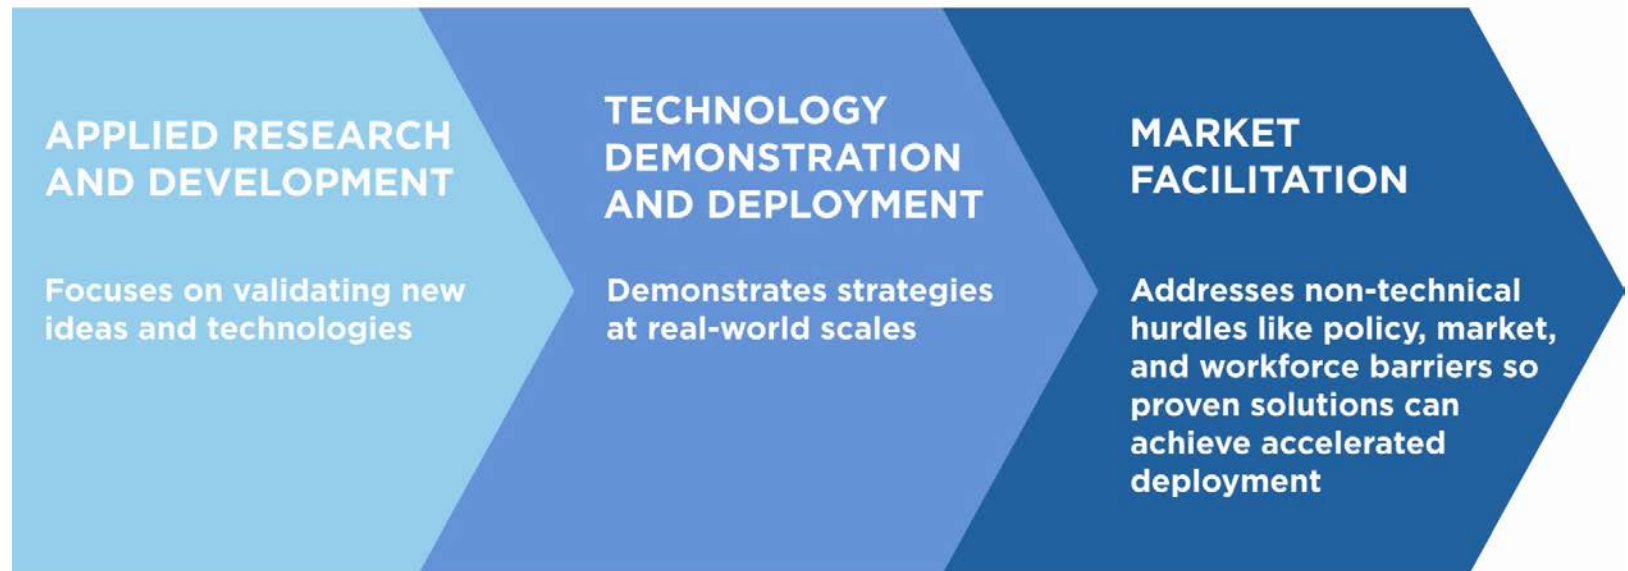 APPLIED RESEARCH
AND DEVELOPMENT
Focuses on validating new
ideas and technologies
TECHNOLOGY
DEMONSTRATION
AND DEPLOYMENT
Demonstrates strategies
at real-world scales
MARKET
FACILITATION
Addresses non-technical
hurdles like policy, market,
and workforce barriers so
proven solutions can
achieve accelerated
deployment